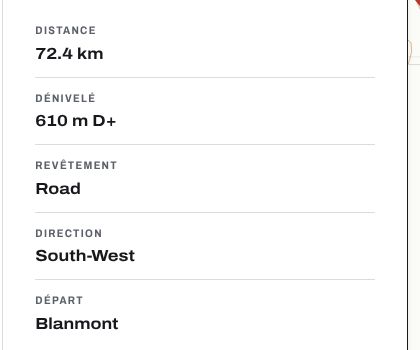 DISTANCE
72.4 km
DÉNIVELÉ
610 m D+
REVÊTEMENT
Road
DIRECTION
South-West
DÉPART
Blanmont